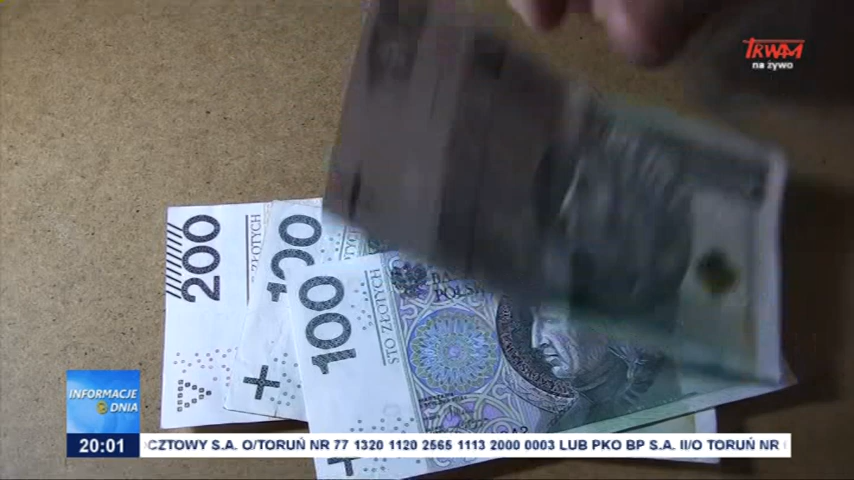 TRWAM
na żywo
200
ZŁOTYCH
100
100
STO ZŁOTYCH
POLSK
INFORMACJE
DNIA
20:01
CZTOWY S.A. O/TORUŃ NR 77 1320 1120 2565 1113 2000 0003 LUB PKO BP S.A. II/O TORUŃ NR